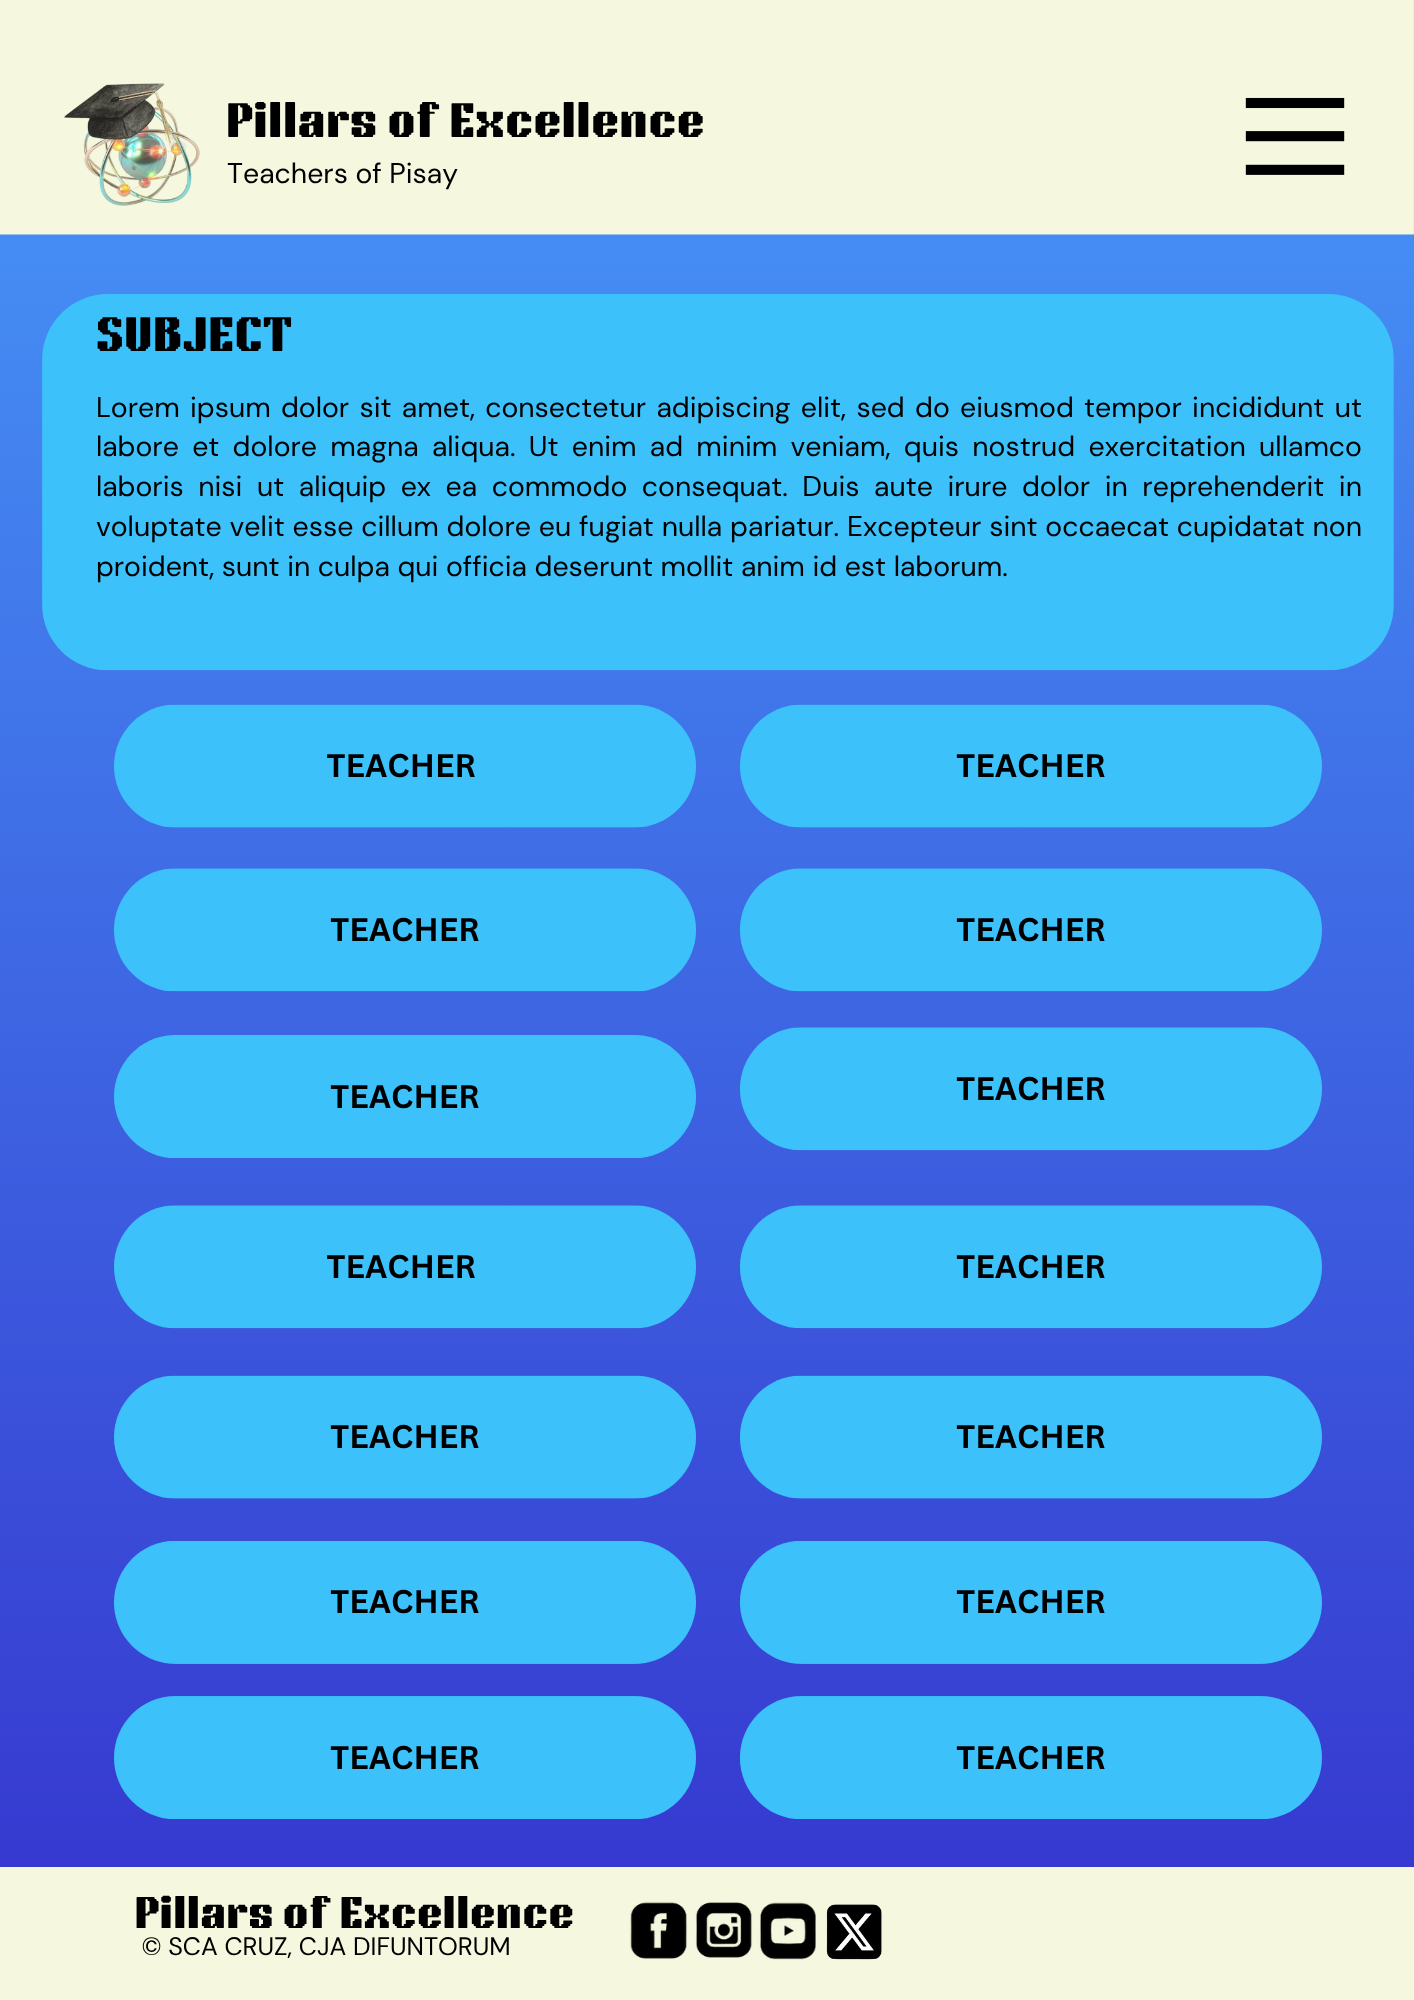 Pillars of Excellence
Teachers of Pisay
SUBJECT
Lorem ipsum dolor sit amet, consectetur adipiscing elit, sed do eiusmod tempor incididunt ut
labore et dolore magna aliqua. Ut enim ad minim veniam, quis nostrud exercitation ullamco
laboris nisi ut aliquip ex ea commodo consequat. Duis aute irure dolor in reprehenderit in
voluptate velit esse cillum dolore eu fugiat nulla pariatur. Excepteur sint occaecat cupidatat non
proident, sunt in culpa qui officia deserunt mollit anim id est laborum.
TEACHER
TEACHER
TEACHER
TEACHER
TEACHER
TEACHER
TEACHER
TEACHER
TEACHER
TEACHER
TEACHER
TEACHER
TEACHER
TEACHER
Pillars of Excellence
© SCA CRUZ, CJA DIFUNTORUM